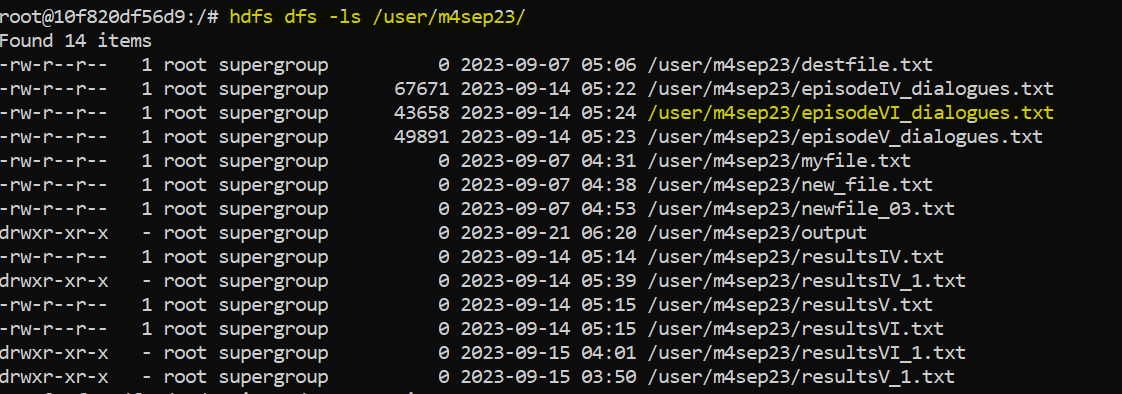 root@10f820df56d9:/# hdfs dfs -ls /user/m4sep23/
Found 14 items
-rw-r--r--   1 root supergroup          0 2023-09-07 05:06 /user/m4sep23/destfile.txt
-rw-r--r--   1 root supergroup      67671 2023-09-14 05:22 /user/m4sep23/episodeIV_dialogues.txt
-rw-r--r--   1 root supergroup      43658 2023-09-14 05:24 /user/m4sep23/episodeVI_dialogues.txt
-rw-r--r--   1 root supergroup      49891 2023-09-14 05:23 /user/m4sep23/episodeV_dialogues.txt
-rw-r--r--   1 root supergroup          0 2023-09-07 04:31 /user/m4sep23/myfile.txt
-rw-r--r--   1 root supergroup          0 2023-09-07 04:38 /user/m4sep23/new_file.txt
-rw-r--r--   1 root supergroup          0 2023-09-07 04:53 /user/m4sep23/newfile_03.txt
drwxr-xr-x   - root supergroup          0 2023-09-21 06:20 /user/m4sep23/output
-rw-r--r--   1 root supergroup          0 2023-09-14 05:14 /user/m4sep23/resultsIV.txt
drwxr-xr-x   - root supergroup          0 2023-09-14 05:39 /user/m4sep23/resultsIV_1.txt
-rw-r--r--   1 root supergroup          0 2023-09-14 05:15 /user/m4sep23/resultsV.txt
-rw-r--r--   1 root supergroup          0 2023-09-14 05:15 /user/m4sep23/resultsVI.txt
drwxr-xr-x   - root supergroup          0 2023-09-15 04:01 /user/m4sep23/resultsVI_1.txt
drwxr-xr-x   - root supergroup          0 2023-09-15 03:50 /user/m4sep23/resultsV_1.txt